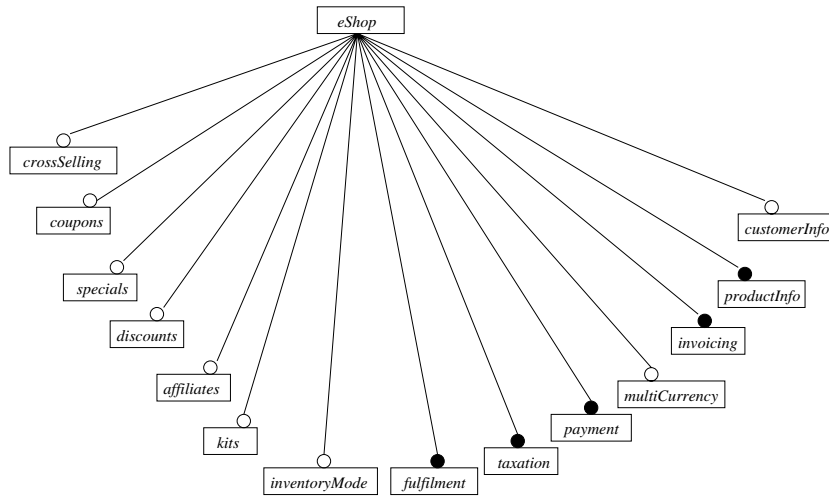 eShop
crossSelling
coupons
customerInfo
specials
productInfo
discounts
invoicing
affiliates
multiCurrency
kits
payment
taxation
inventoryMode
fulfilment